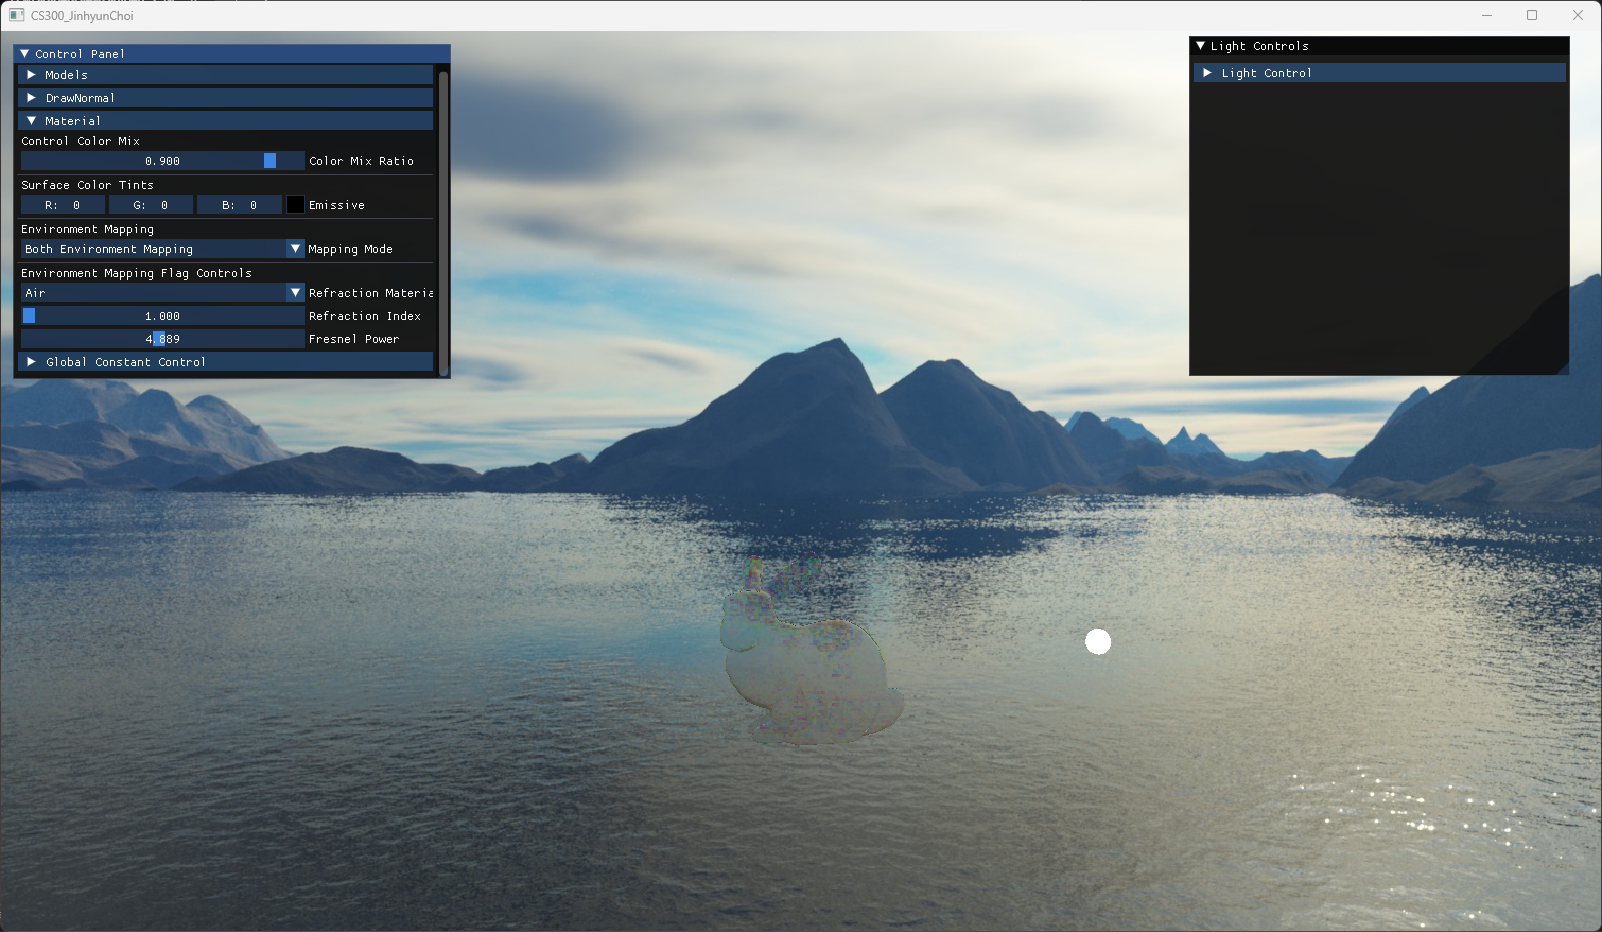 CS300_JinhyunChoi
Control Panel
Models
DrawNormal
Material
Control Color Mix
0.900 Color Mix Ratio
Surface Color Tints
R: 0 G: 0 B: 0 Emissive
Environment Mapping
Both Environment Mapping Mapping Mode
Environment Mapping Flag Controls
Air Refraction Materia
1.000 Refraction Index
4.889 Fresnel Power
Global Constant Control
Light Controls
Light Control